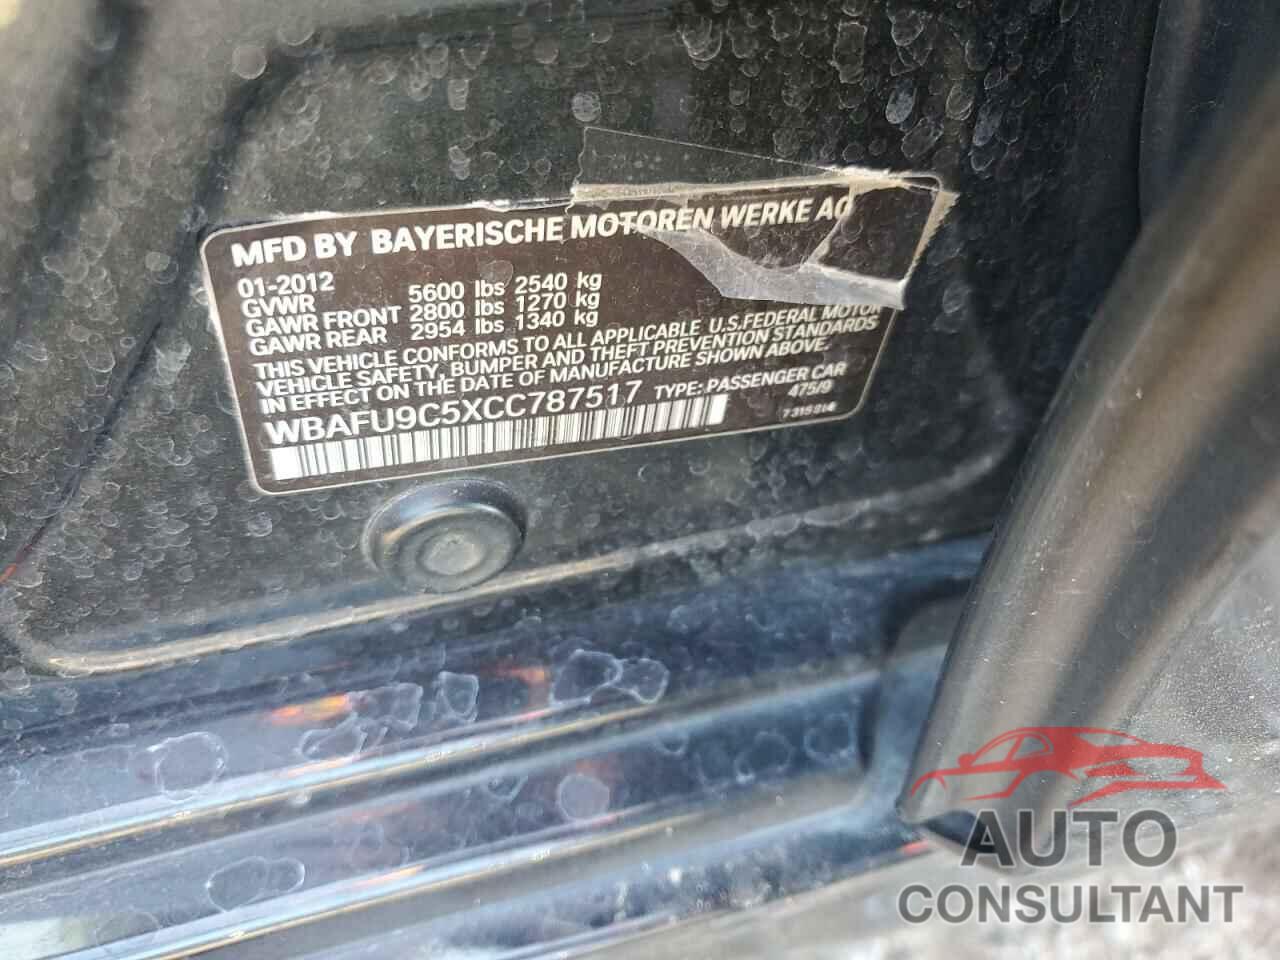 MFD BY BAYERISCHE MOTOREN WERKE AG
01-2012
GVWR 5600 lbs 2540 kg
GAWR FRONT 2800 lbs 1270 kg
GAWR REAR 2954 lbs 1340 kg
THIS VEHICLE CONFORMS TO ALL APPLICABLE U.S.FEDERAL MOTOR
VEHICLE SAFETY, BUMPER AND THEFT PREVENTION STANDARDS
IN EFFECT ON THE DATE OF MANUFACTURE SHOWN ABOVE.
WBAFU9C5XCC787517 TYPE: PASSENGER CAR
475/9
AUTO
CONSULTANT